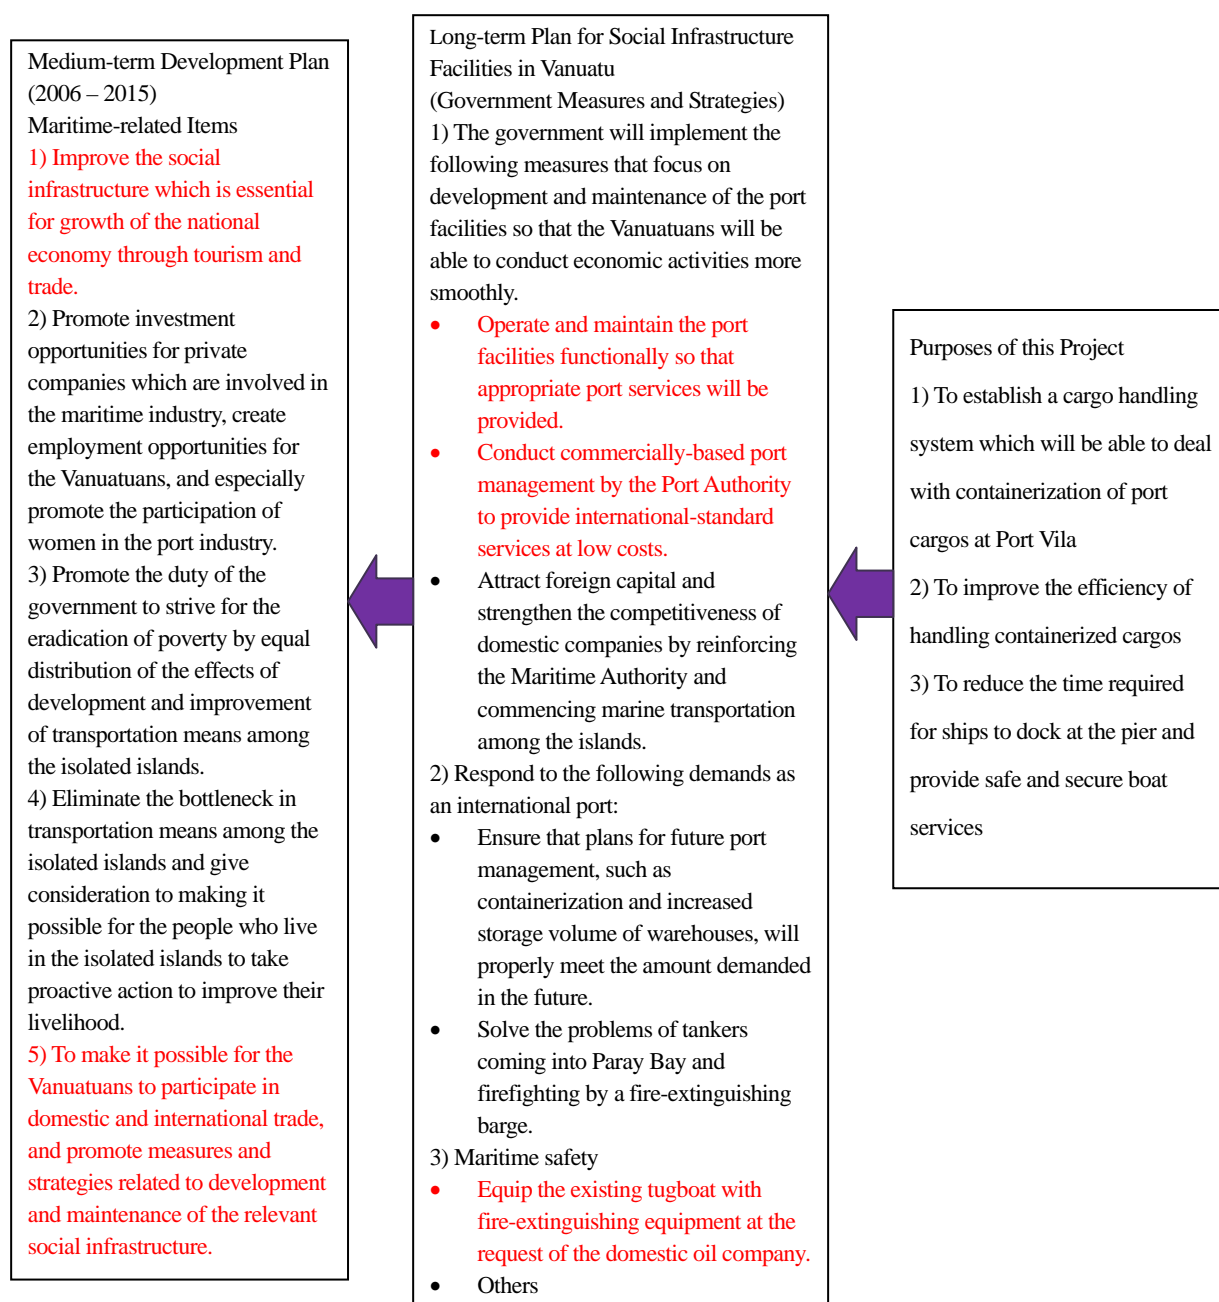 Medium-term Development Plan
(2006 – 2015)
Maritime-related Items
1) Improve the social
infrastructure which is essential
for growth of the national
economy through tourism and
trade.
2) Promote investment
opportunities for private
companies which are involved in
the maritime industry, create
employment opportunities for
the Vanuatuans, and especially
promote the participation of
women in the port industry.
3) Promote the duty of the
government to strive for the
eradication of poverty by equal
distribution of the effects of
development and improvement
of transportation means among
the isolated islands.
4) Eliminate the bottleneck in
transportation means among the
isolated islands and give
consideration to making it
possible for the people who live
in the isolated islands to take
proactive action to improve their
livelihood.
5) To make it possible for the
Vanuatuans to participate in
domestic and international trade,
and promote measures and
strategies related to development
and maintenance of the relevant
social infrastructure.
Long-term Plan for Social Infrastructure
Facilities in Vanuatu
(Government Measures and Strategies)
1) The government will implement the
following measures that focus on
development and maintenance of the port
facilities so that the Vanuatuans will be
able to conduct economic activities more
smoothly.
• Operate and maintain the port
facilities functionally so that
appropriate port services will be
provided.
• Conduct commercially-based port
management by the Port Authority
to provide international-standard
services at low costs.
• Attract foreign capital and
strengthen the competitiveness of
domestic companies by reinforcing
the Maritime Authority and
commencing marine transportation
among the islands.
2) Respond to the following demands as
an international port:
• Ensure that plans for future port
management, such as
containerization and increased
storage volume of warehouses, will
properly meet the amount demanded
in the future.
• Solve the problems of tankers
coming into Paray Bay and
firefighting by a fire-extinguishing
barge.
3) Maritime safety
• Equip the existing tugboat with
fire-extinguishing equipment at the
request of the domestic oil company.
• Others
Purposes of this Project
1) To establish a cargo handling
system which will be able to deal
with containerization of port
cargos at Port Vila
2) To improve the efficiency of
handling containerized cargos
3) To reduce the time required
for ships to dock at the pier and
provide safe and secure boat
services